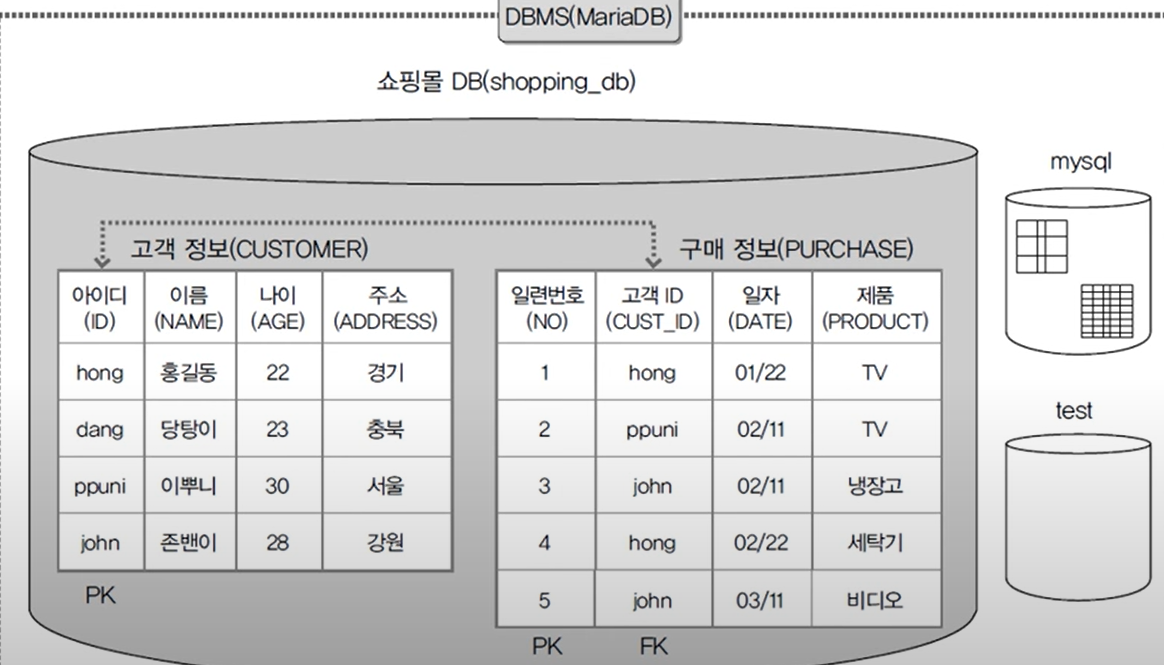 DBMS(MariaDB)
쇼핑몰 DB(shopping_db)
고객 정보(CUSTOMER)
아이디 이름 나이 주소
(ID) (NAME) (AGE) (ADDRESS)
hong 홍길동 22 경기
dang 당탕이 23 충북
ppuni 이뿌니 30 서울
john 존밴이 28 강원
PK
구매 정보(PURCHASE)
일련번호 고객 ID 일자 제품
(NO) (CUST_ID) (DATE) (PRODUCT)
1 hong 01/22 TV
2 ppuni 02/11 TV
3 john 02/11 냉장고
4 hong 02/22 세탁기
5 john 03/11 비디오
PK FK
mysql
test